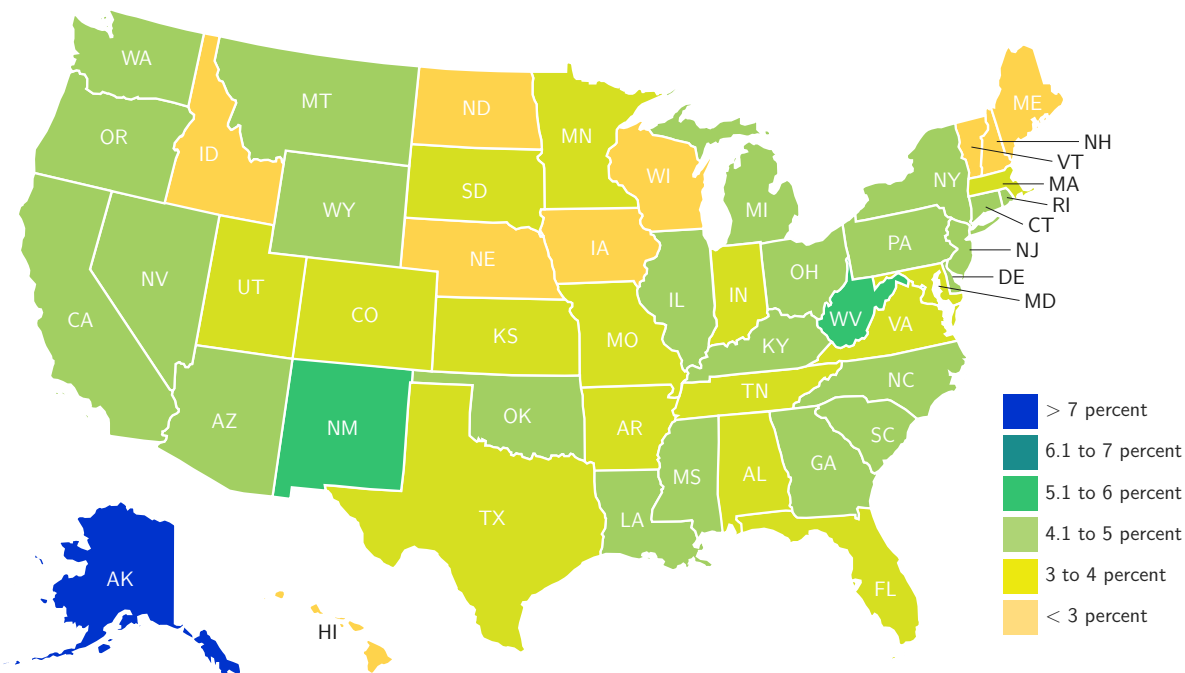 WA
MT
ND
MN
ME
OR
ID
NH
VT
WI
SD
NY
MA
WY
MI
RI
CT
PA
IA
NJ
NE
OH
DE
NV
UT
IL
IN
MD
CO
CA
WV
VA
KS
MO
KY
NC
TN
AZ
NM
OK
AR
SC
> 7 percent
GA
6.1 to 7 percent
MS
AL
5.1 to 6 percent
TX
LA
4.1 to 5 percent
AK
3 to 4 percent
FL
HI
< 3 percent